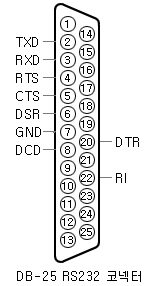 1
14
TXD 2
15
RXD 3
16
RTS 4
17
CTS 5
18
DSR 6
19
GND 7
20 DTR
DCD 8
21
9
22 RI
10
23
11
24
12
25
13
DB-25 RS232 코넥터